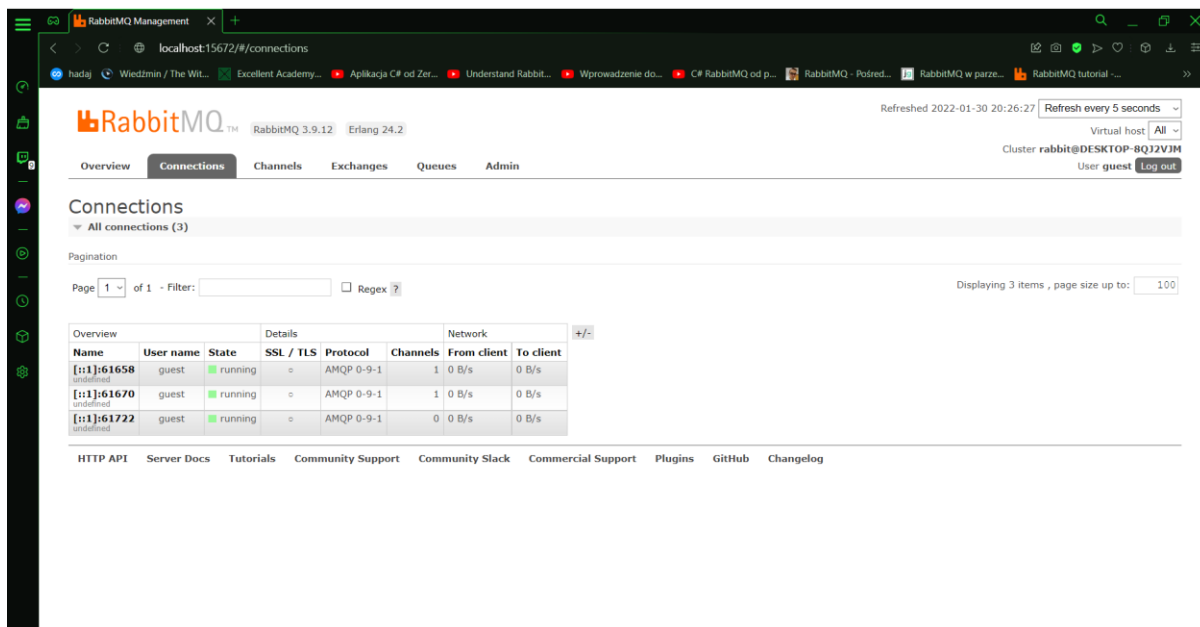 RabbitMQ Management
localhost:15672/#/connections
hadaj Wiedźmin / The Wit... Excellent Academy... Aplikacja C# od Zer... Understand Rabbit... Wprowadzenie do... C# RabbitMQ od p... RabbitMQ - Pośred... RabbitMQ w parze... RabbitMQ tutorial -...
Refreshed 2022-01-30 20:26:27 Refresh every 5 seconds
RabbitMQ TM RabbitMQ 3.9.12 Erlang 24.2
Virtual host All
Cluster rabbit@DESKTOP-8QJ2VJM
User guest Log out
Overview Connections Channels Exchanges Queues Admin
Connections
All connections (3)
Pagination
Page 1 of 1 - Filter: Regex ? Displaying 3 items , page size up to: 100
Overview Details Network +/-
Name User name State SSL / TLS Protocol Channels From client To client
[::1]:61658 guest running ○ AMQP 0-9-1 1 0 B/s 0 B/s
undefined
[::1]:61670 guest running ○ AMQP 0-9-1 1 0 B/s 0 B/s
undefined
[::1]:61722 guest running ○ AMQP 0-9-1 0 0 B/s 0 B/s
undefined
HTTP API Server Docs Tutorials Community Support Community Slack Commercial Support Plugins GitHub Changelog